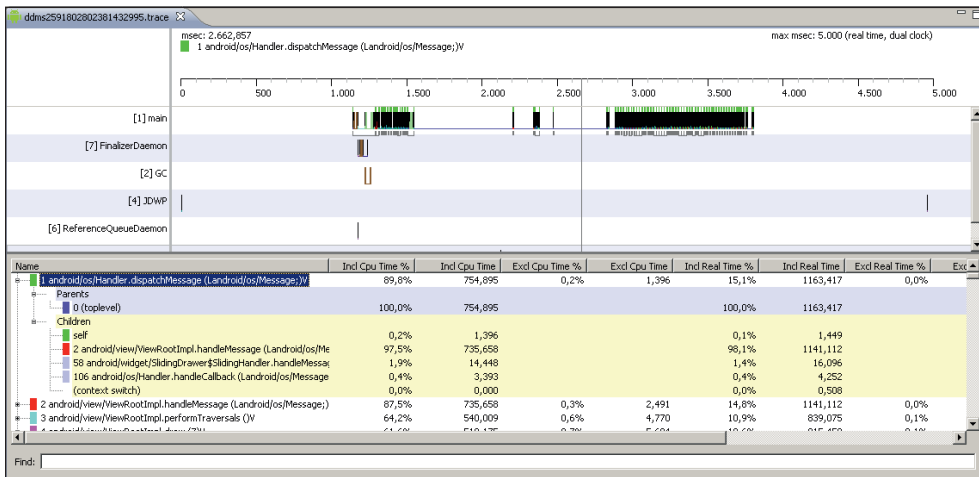 ddms2591802802381432995.trace
msec: 2.662,857 max msec: 5.000 (real time, dual clock)
1 android/os/Handler.dispatchMessage (Landroid/os/Message;)V
0 500 1.000 1.500 2.000 2.500 3.000 3.500 4.000 4.500 5.000
[1] main
[7] FinalizerDaemon
[2] GC
[4] JDWP
[6] ReferenceQueueDaemon
Name Incl Cpu Time % Incl Cpu Time Excl Cpu Time % Excl Cpu Time Incl Real Time % Incl Real Time Excl Real Time % Exc
1 android/os/Handler.dispatchMessage (Landroid/os/Message;)V 89,8% 754,895 0,2% 1,396 15,1% 1163,417 0,0%
Parents
0 (toplevel) 100,0% 754,895 100,0% 1163,417
Children
self 0,2% 1,396 0,1% 1,449
2 android/view/ViewRootImpl.handleMessage (Landroid/os/Me 97,5% 735,658 98,1% 1141,112
58 android/widget/SlidingDrawer$SlidingHandler.handleMessag 1,9% 14,448 1,4% 16,096
106 android/os/Handler.handleCallback (Landroid/os/Message 0,4% 3,393 0,4% 4,252
(context switch) 0,0% 0,000 0,0% 0,508
2 android/view/ViewRootImpl.handleMessage (Landroid/os/Message;) 87,5% 735,658 0,3% 2,491 14,8% 1141,112 0,0%
3 android/view/ViewRootImpl.performTraversals ()V 64,2% 540,009 0,6% 4,770 10,9% 839,075 0,1%
Find: